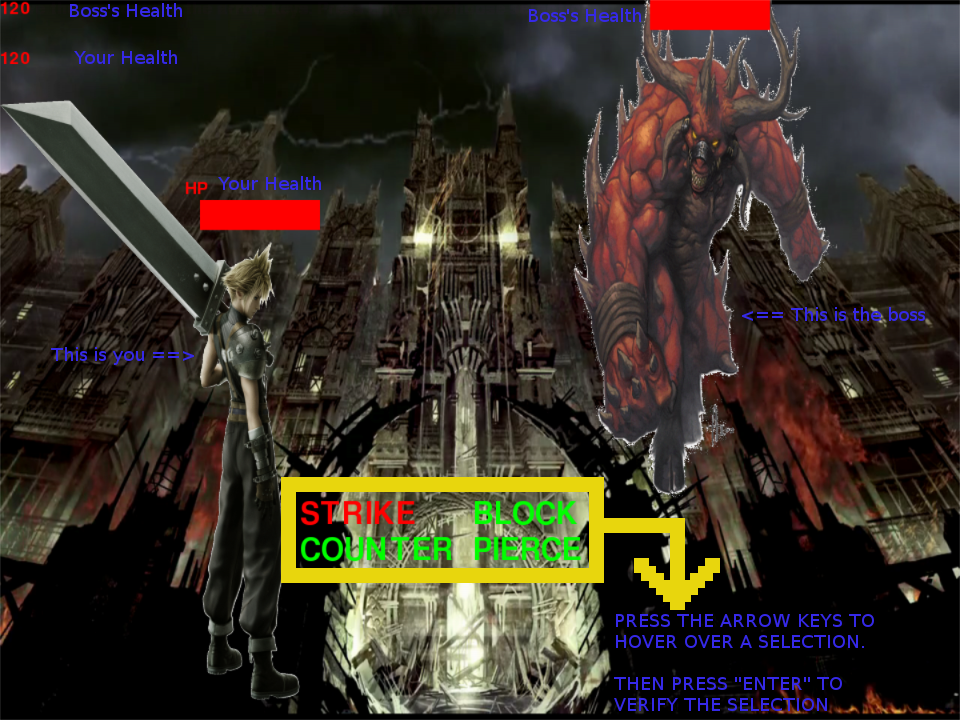 120 Boss's Health
Boss's Health
120 Your Health
HP Your Health
<== This is the boss
This is you ==>
STRIKE BLOCK
COUNTER PIERCE
PRESS THE ARROW KEYS TO
HOVER OVER A SELECTION.
THEN PRESS "ENTER" TO
VERIFY THE SELECTION